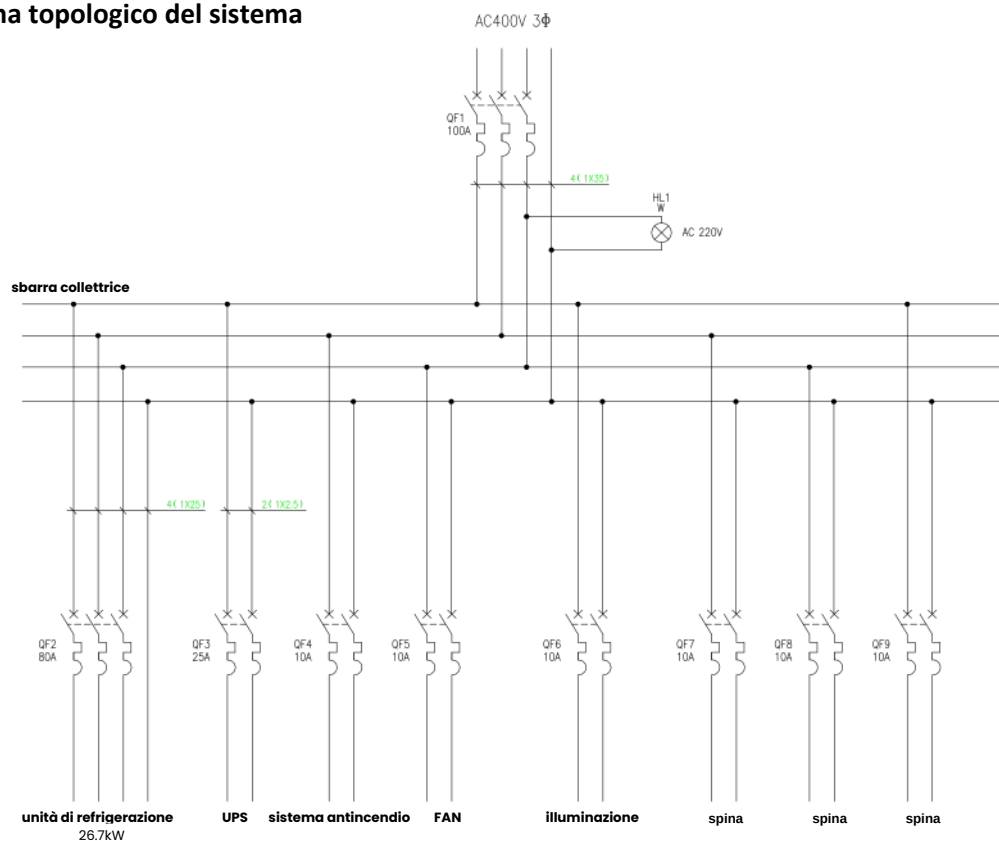 na topologico del sistema
AC400V 3Φ
QF1
100A
4( 1X35)
HL1
W
AC 220V
sbarra collettrice
4( 1X25)
2( 1X2.5)
QF2
80A
QF3
25A
QF4
10A
QF5
10A
QF6
10A
QF7
10A
QF8
10A
QF9
10A
unità di refrigerazione
26.7kW
UPS
sistema antincendio
FAN
illuminazione
spina
spina
spina